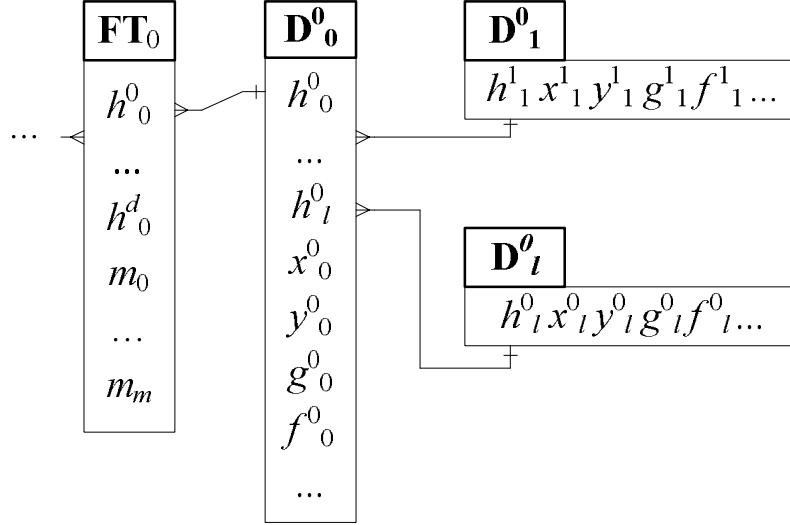 FT₀
h⁰₀
...
hᵈ₀
m₀
...
mₘ
...
D⁰₀
h⁰₀
...
h⁰ₗ
x⁰₀
y⁰₀
g⁰₀
f⁰₀
...
D⁰₁
h¹₁ x¹₁ y¹₁ g¹₁ f¹₁ ...
D⁰ₗ
h⁰ₗ x⁰ₗ y⁰ₗ g⁰ₗ f⁰ₗ ...